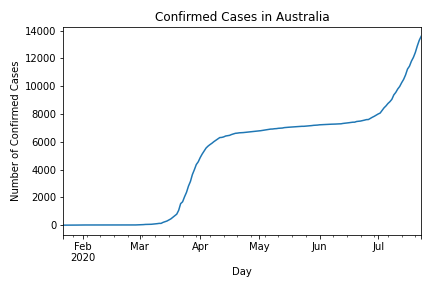 Confirmed Cases in Australia
Number of Confirmed Cases
14000
12000
10000
8000
6000
4000
2000
0
Feb Mar Apr May Jun Jul
2020
Day